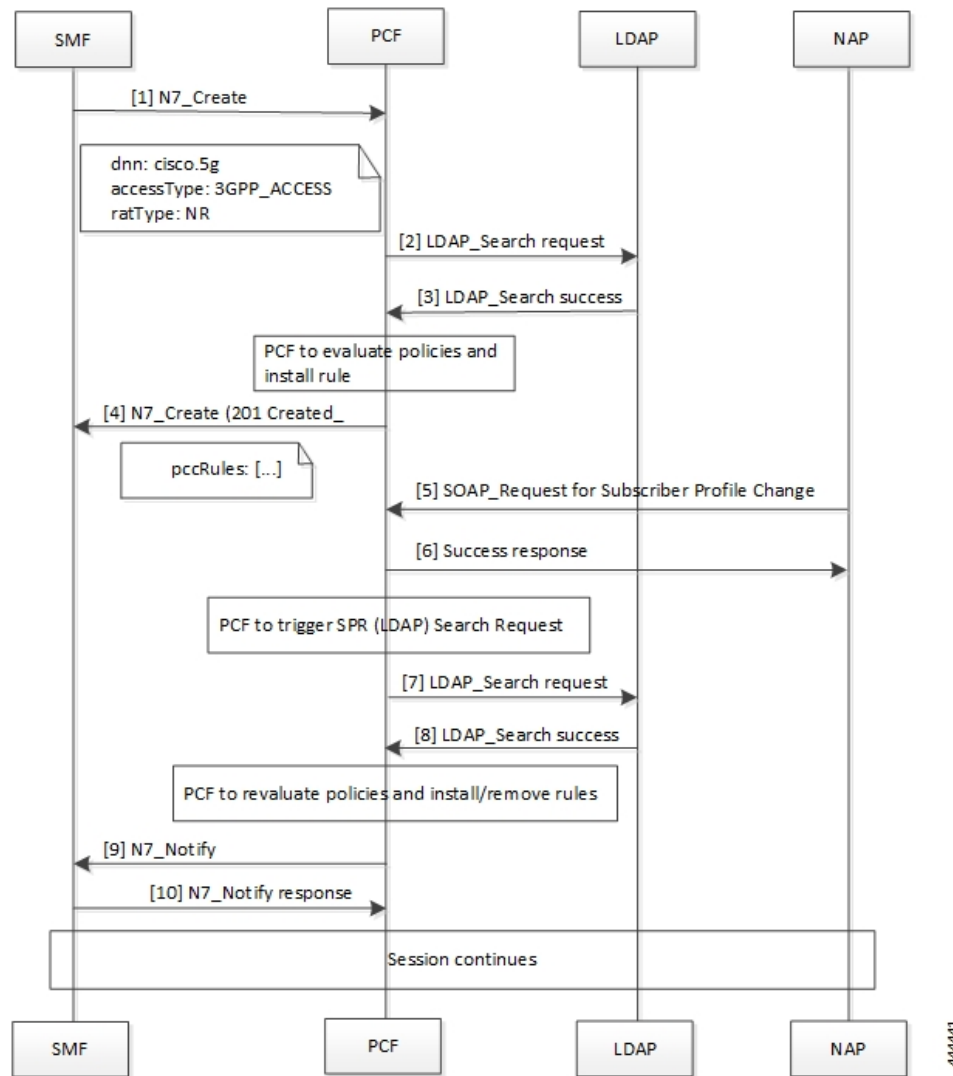 SMF
PCF
LDAP
NAP
[1] N7_Create
dnn: cisco.5g
accessType: 3GPP_ACCESS
ratType: NR
[2] LDAP_Search request
[3] LDAP_Search success
PCF to evaluate policies and
install rule
[4] N7_Create (201 Created_
pccRules: [...]
[5] SOAP_Request for Subscriber Profile Change
[6] Success response
PCF to trigger SPR (LDAP) Search Request
[7] LDAP_Search request
[8] LDAP_Search success
PCF to revaluate policies and install/remove rules
[9] N7_Notify
[10] N7_Notify response
Session continues
SMF
PCF
LDAP
NAP
444441